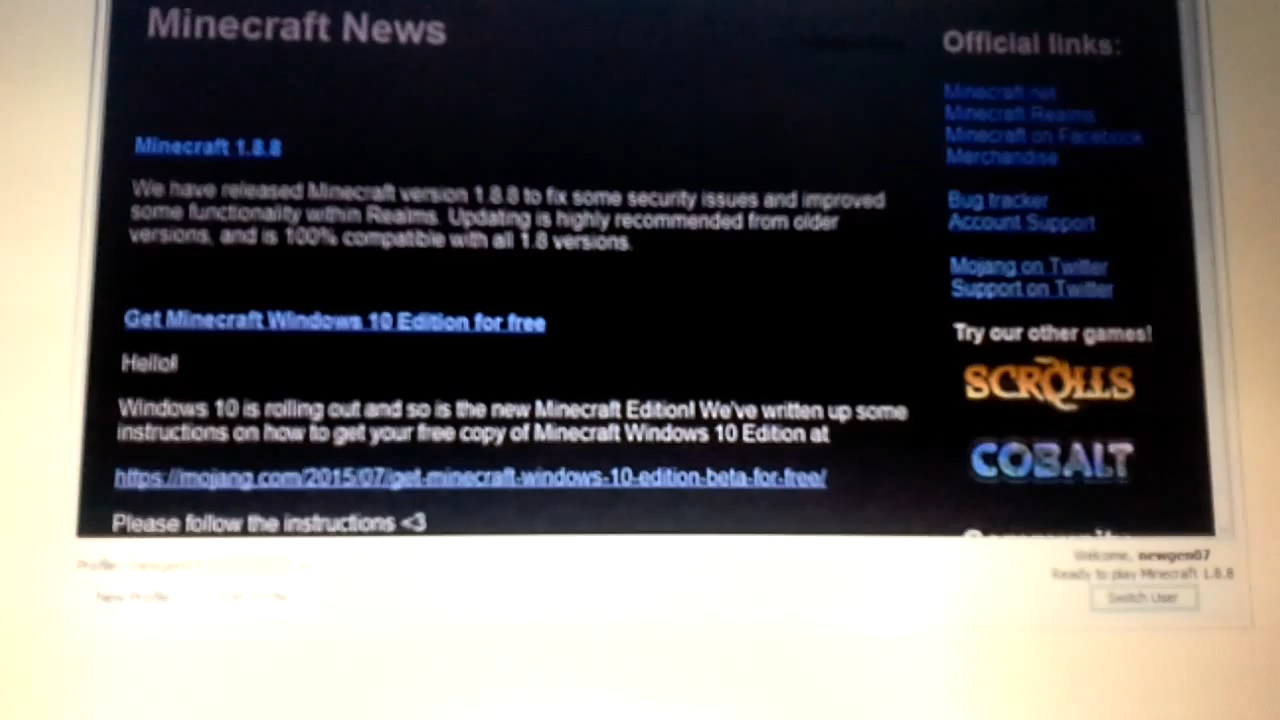 Minecraft News
Minecraft 1.8.8
We have released Minecraft version 1.8.8 to fix some security issues and improved
some functionality within Realms. Updating is highly recommended from older
versions, and is 100% compatible with all 1.8 versions.
Get Minecraft Windows 10 Edition for free
Hello!
Windows 10 is rolling out and so is the new Minecraft Edition! We've written up some
instructions on how to get your free copy of Minecraft Windows 10 Edition at
https://mojang.com/2015/07/get-minecraft-windows-10-edition-beta-for-free/
Please follow the instructions <3
Official links:
Minecraft.net
Minecraft Realms
Minecraft on Facebook
Merchandise
Bug tracker
Account Support
Mojang on Twitter
Support on Twitter
Try our other games!
SCROLLS
COBALT
Profile:
New Profile
Welcome, newgen07
Ready to play Minecraft 1.8.8
Switch User